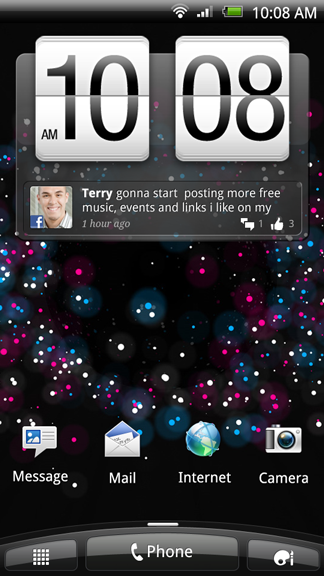 10:08 AM
AM 10 08
Terry gonna start posting more free
music, events and links i like on my
1 hour ago 1 3
Message Mail Internet Camera
Phone